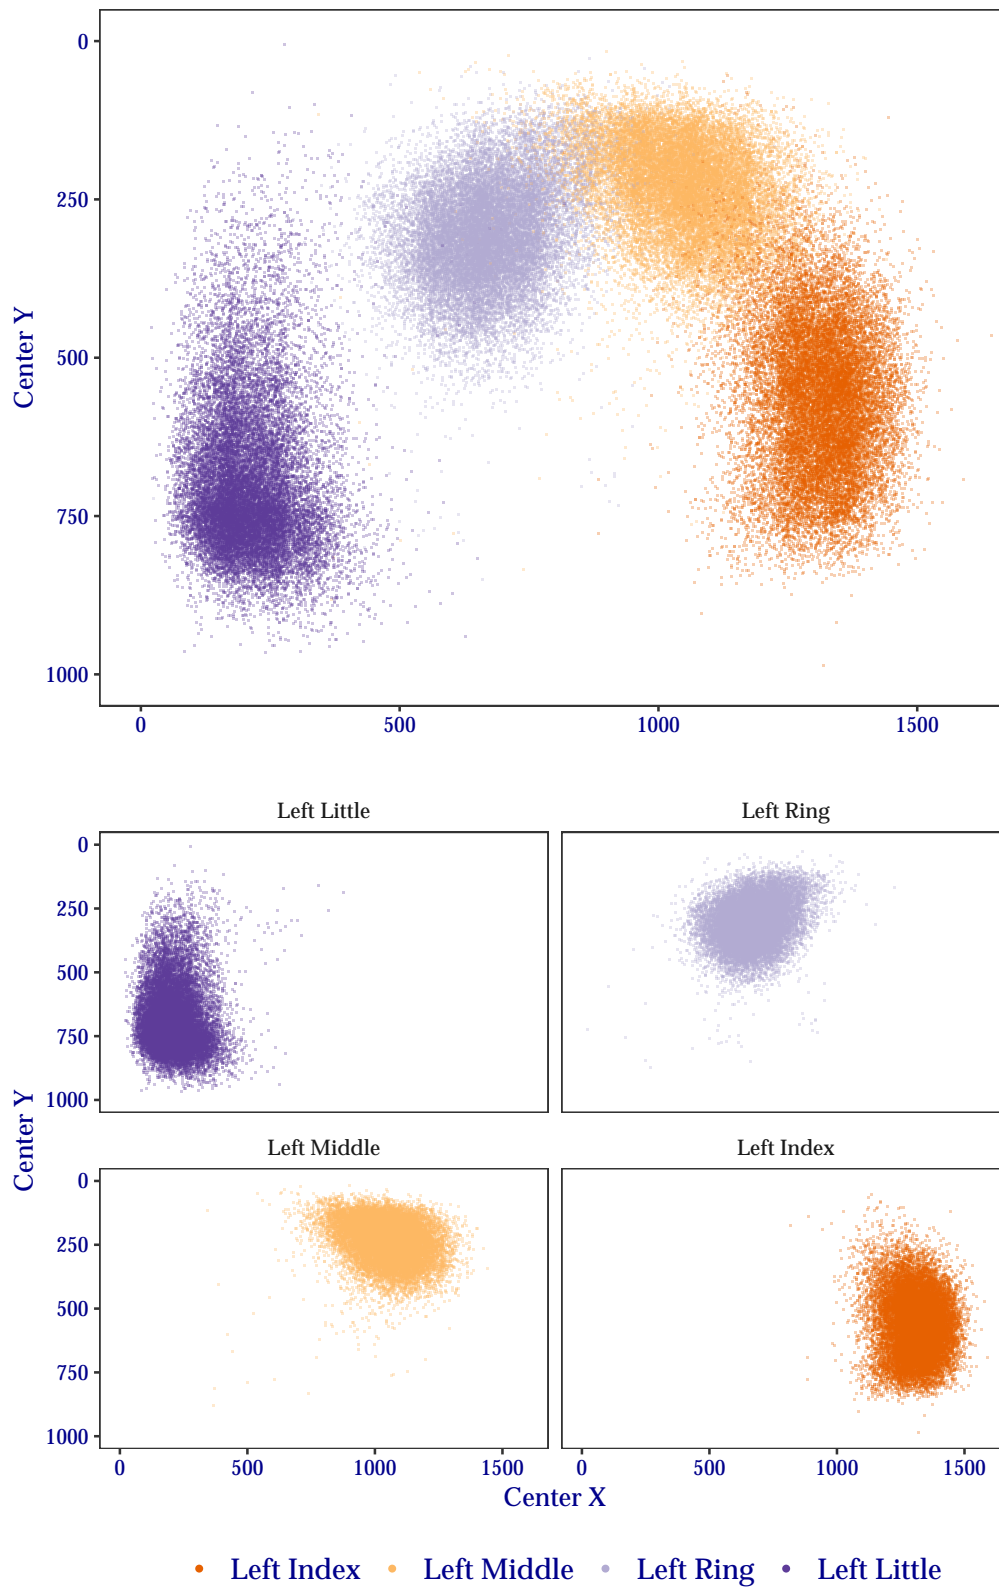 0
250
500
750
1000
Center Y
0 500 1000 1500
Left Little Left Ring
0
250
500
750
1000
Center Y
Left Middle Left Index
0
250
500
750
1000
0 500 1000 1500 0 500 1000 1500
Center X
Left Index Left Middle Left Ring Left Little